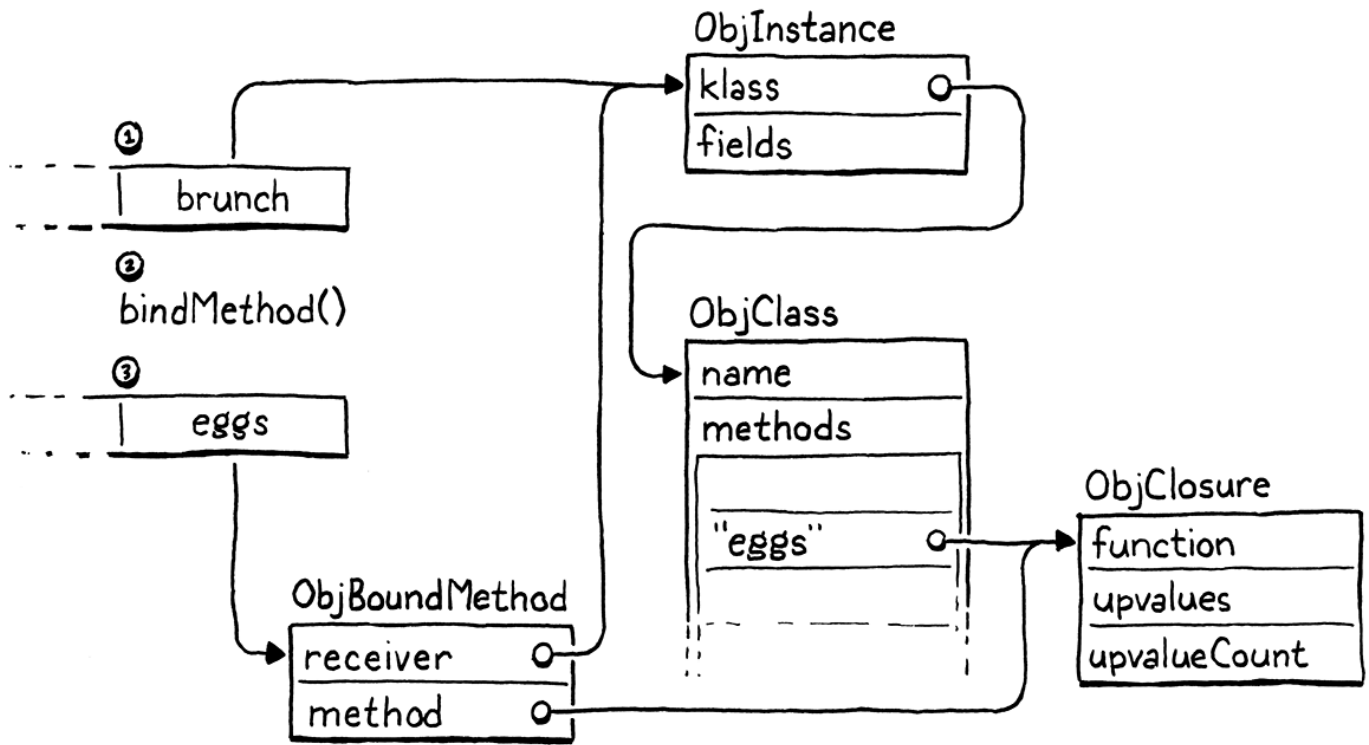 ①
brunch
②
bindMethod()
③
eggs
ObjInstance
klass
fields
ObjClass
name
methods
"eggs"
ObjBoundMethod
receiver
method
ObjClosure
function
upvalues
upvalueCount